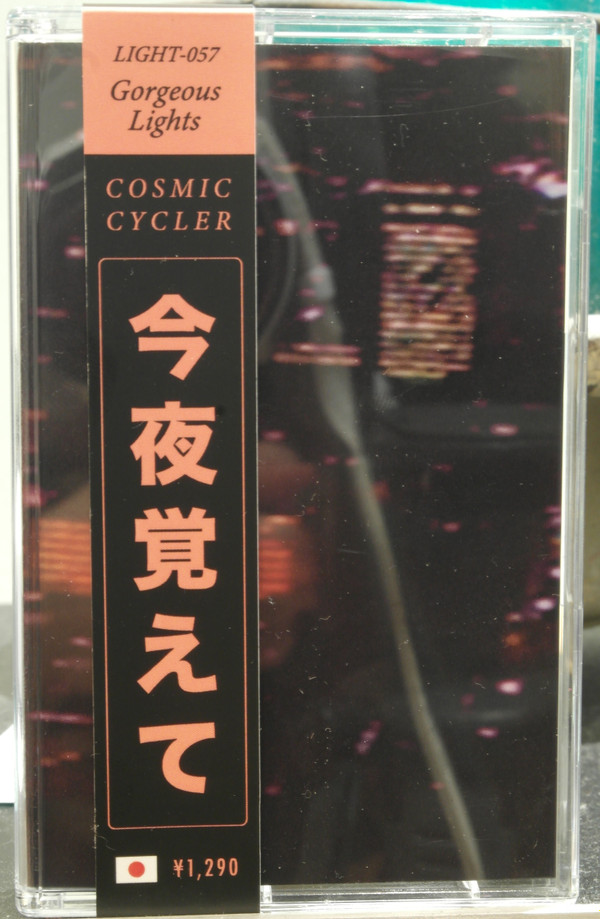 LIGHT-057
Gorgeous
Lights
COSMIC
CYCLER
今夜覚えて
¥1,290